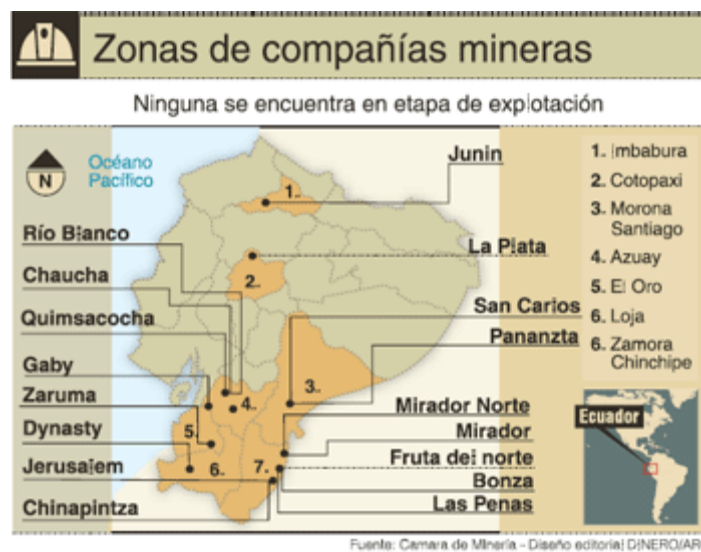 Zonas de compañías mineras
Ninguna se encuentra en etapa de explotación
N
Océano
Pacífico
Río Blanco
Chaucha
Quimsacocha
Gaby
Zaruma
Dynasty
Jerusalem
Chinapintza
Junin
La Plata
San Carlos
Pananzta
Mirador Norte
Mirador
Fruta del norte
Bonza
Las Penas
1.
2.
3.
4.
5.
6.
7.
1. Imbabura
2. Cotopaxi
3. Morona
Santiago
4. Azuay
5. El Oro
6. Loja
6. Zamora
Chinchipe
Ecuador
Fuente: Camara de Minería - Diseño editorial DINERO/AR